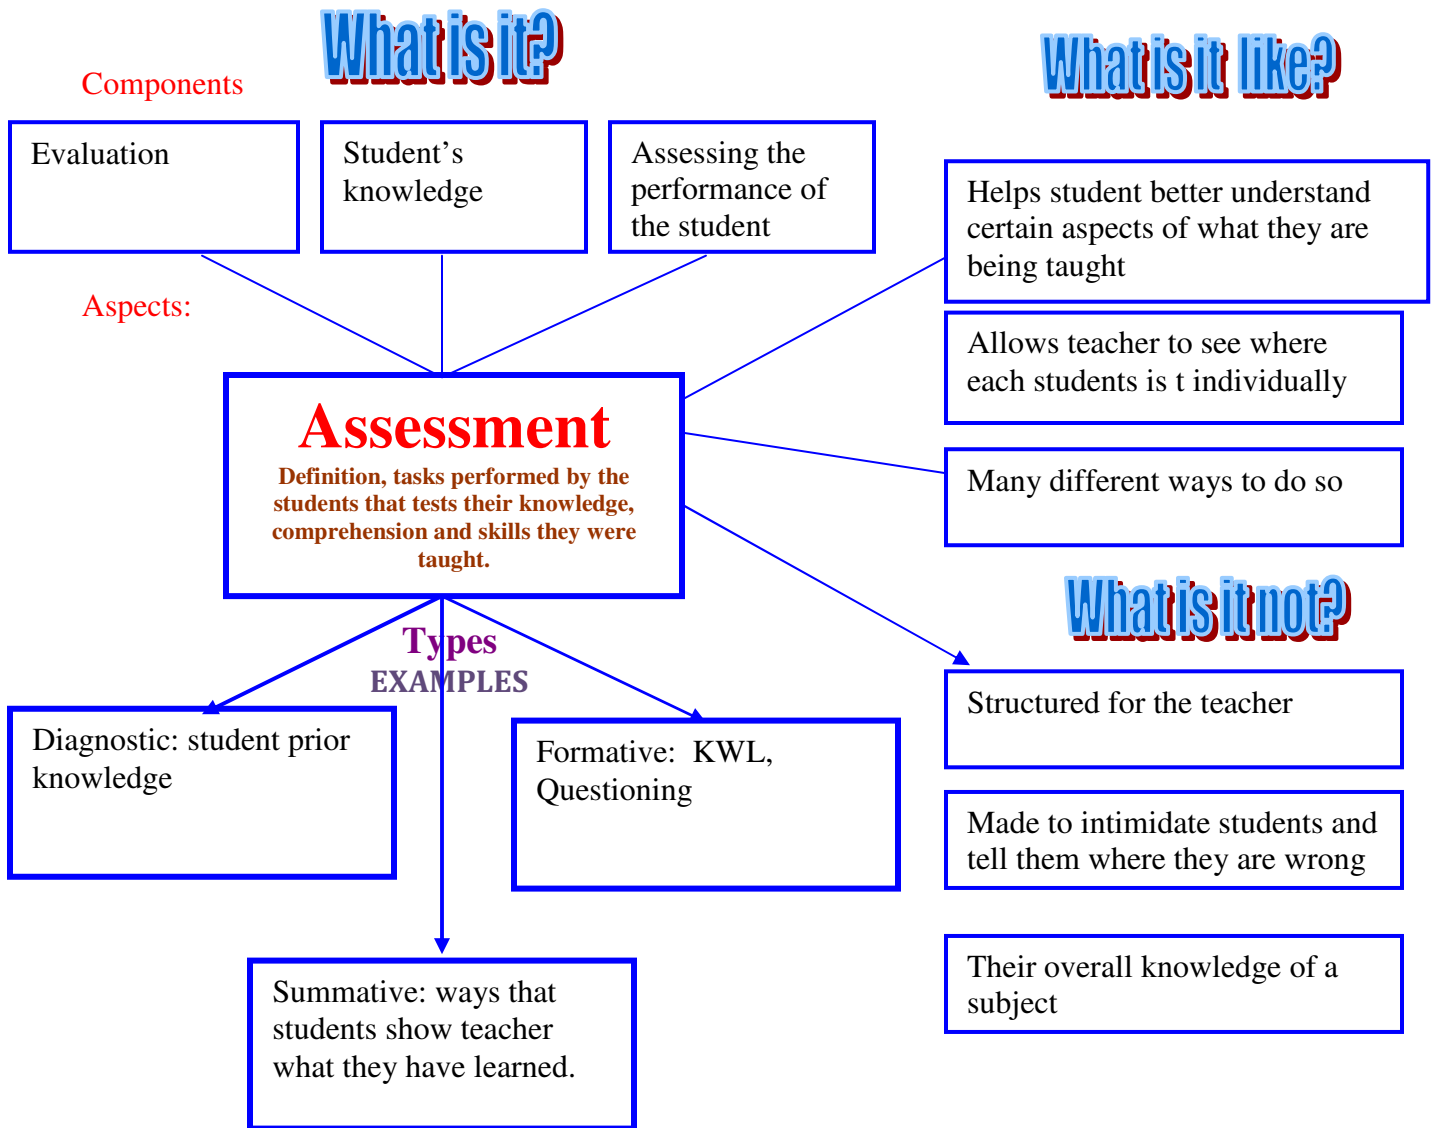 What is it?
Components
Evaluation
Student’s
knowledge
Assessing the
performance of
the student
Aspects:
Assessment
Definition, tasks performed by the
students that tests their knowledge,
comprehension and skills they were
taught.
Types
EXAMPLES
Diagnostic: student prior
knowledge
Formative:  KWL,
Questioning
Summative: ways that
students show teacher
what they have learned.
What is it like?
Helps student better understand
certain aspects of what they are
being taught
Allows teacher to see where
each students is t individually
Many different ways to do so
What is it not?
Structured for the teacher
Made to intimidate students and
tell them where they are wrong
Their overall knowledge of a
subject